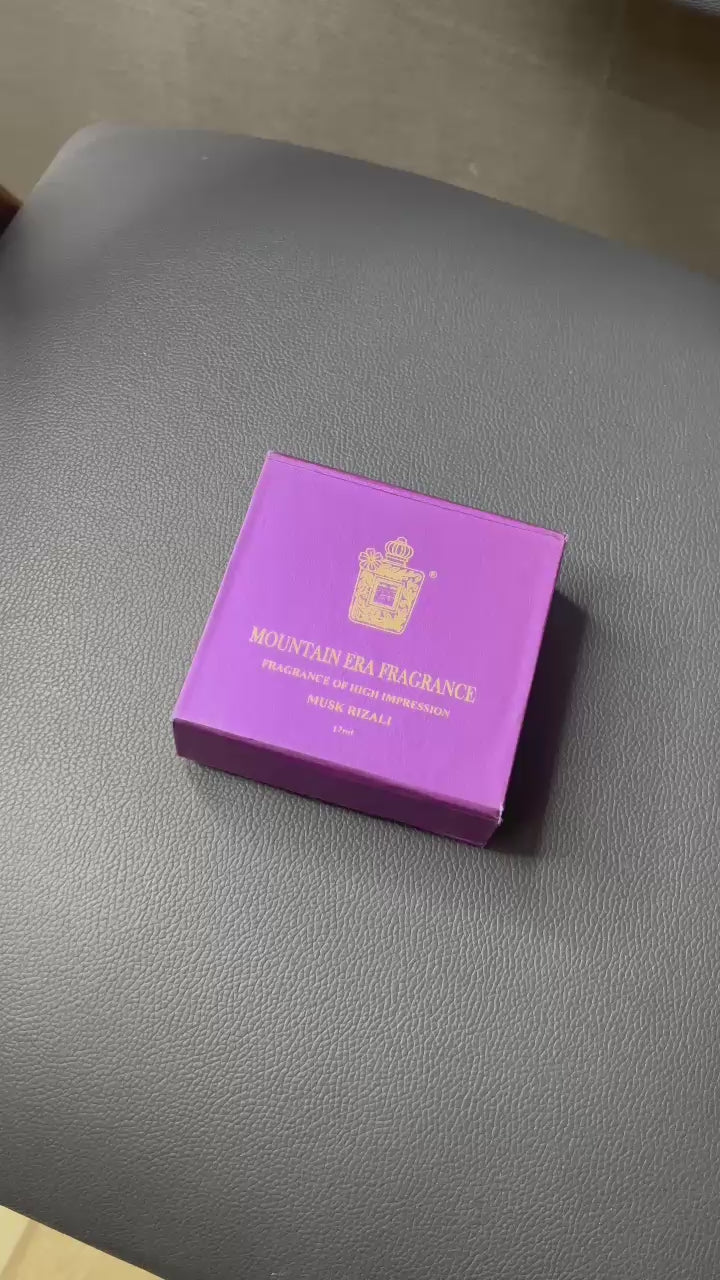 ®
MOUNTAIN ERA FRAGRANCE
FRAGRANCE OF HIGH IMPRESSION
MUSK RIZALI